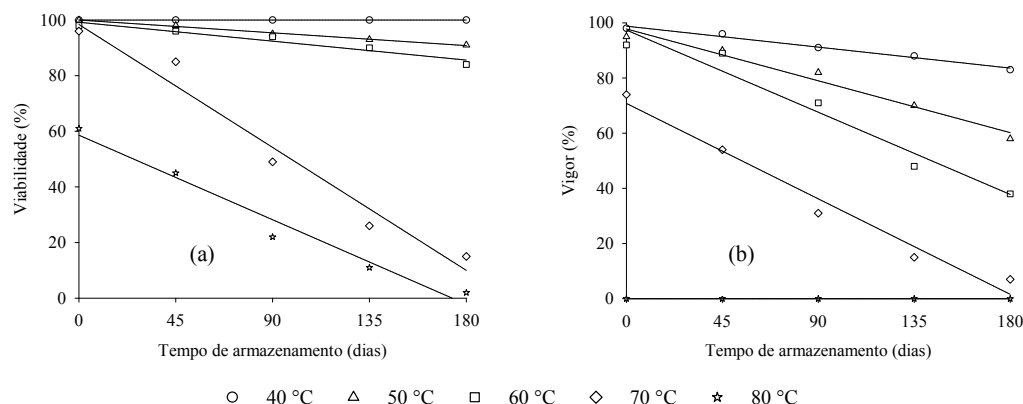 100
80
60
40
20
0
Viabilidade (%)
(a)
0 45 90 135 180
Tempo de armazenamento (dias)
100
80
60
40
20
0
Vigor (%)
(b)
0 45 90 135 180
Tempo de armazenamento (dias)
40 °C 50 °C 60 °C 70 °C 80 °C